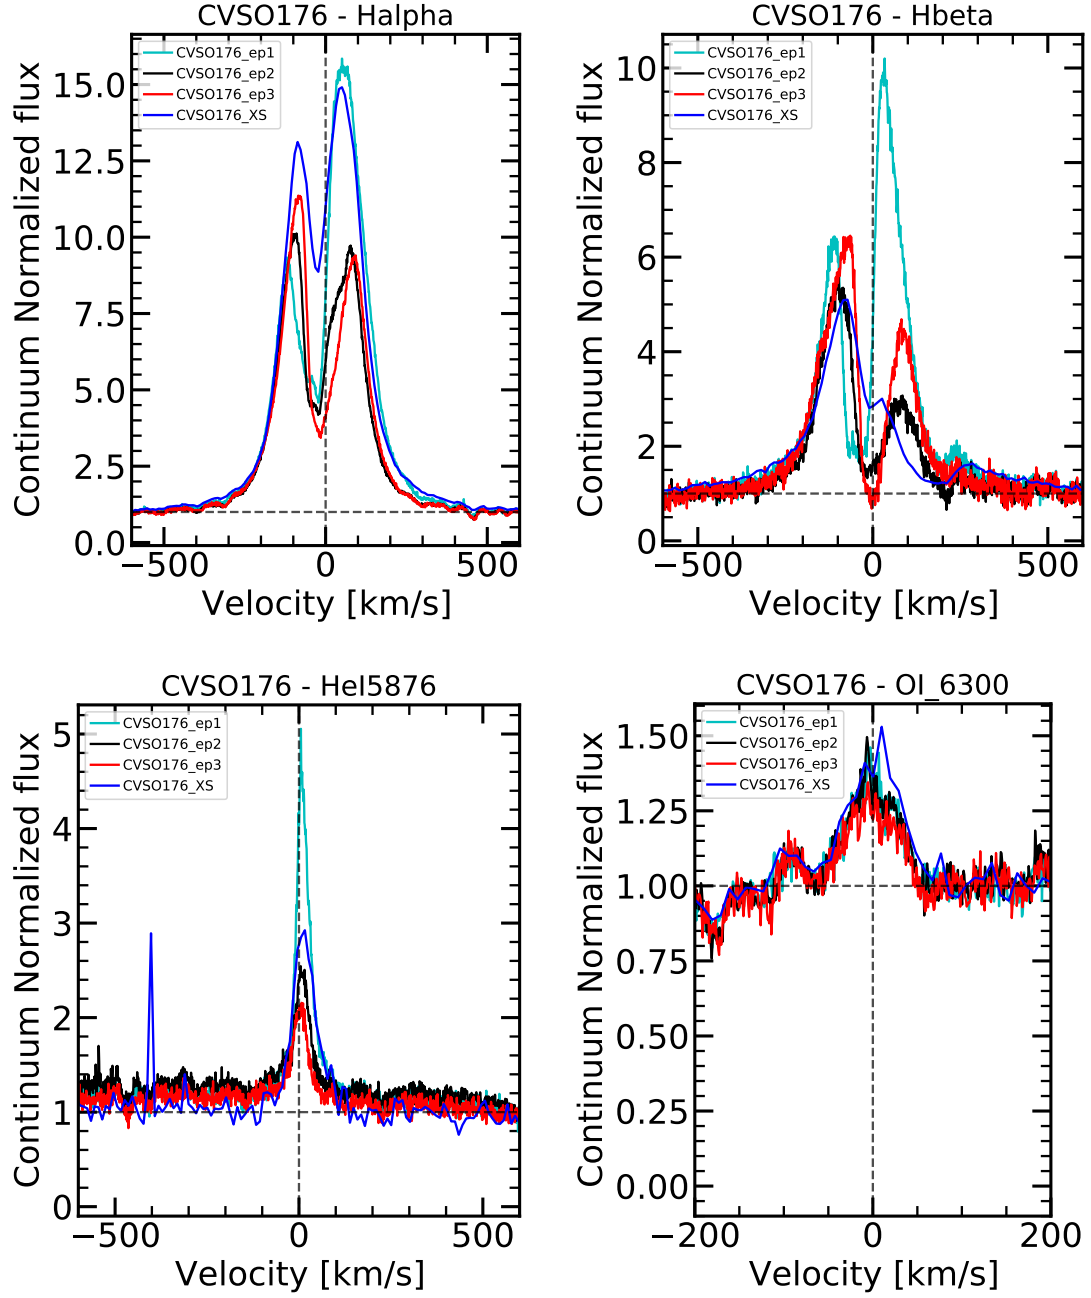 CVSO176 - Halpha
CVSO176_ep1
CVSO176_ep2
CVSO176_ep3
CVSO176_XS
Continuum Normalized flux
15.0
12.5
10.0
7.5
5.0
2.5
0.0
−500
0
500
Velocity [km/s]
CVSO176 - Hbeta
CVSO176_ep1
CVSO176_ep2
CVSO176_ep3
CVSO176_XS
Continuum Normalized flux
10
8
6
4
2
0
−500
0
500
Velocity [km/s]
CVSO176 - HeI5876
CVSO176_ep1
CVSO176_ep2
CVSO176_ep3
CVSO176_XS
Continuum Normalized flux
5
4
3
2
1
0
−500
0
500
Velocity [km/s]
CVSO176 - OI_6300
CVSO176_ep1
CVSO176_ep2
CVSO176_ep3
CVSO176_XS
Continuum Normalized flux
1.50
1.25
1.00
0.75
0.50
0.25
0.00
−200
0
200
Velocity [km/s]